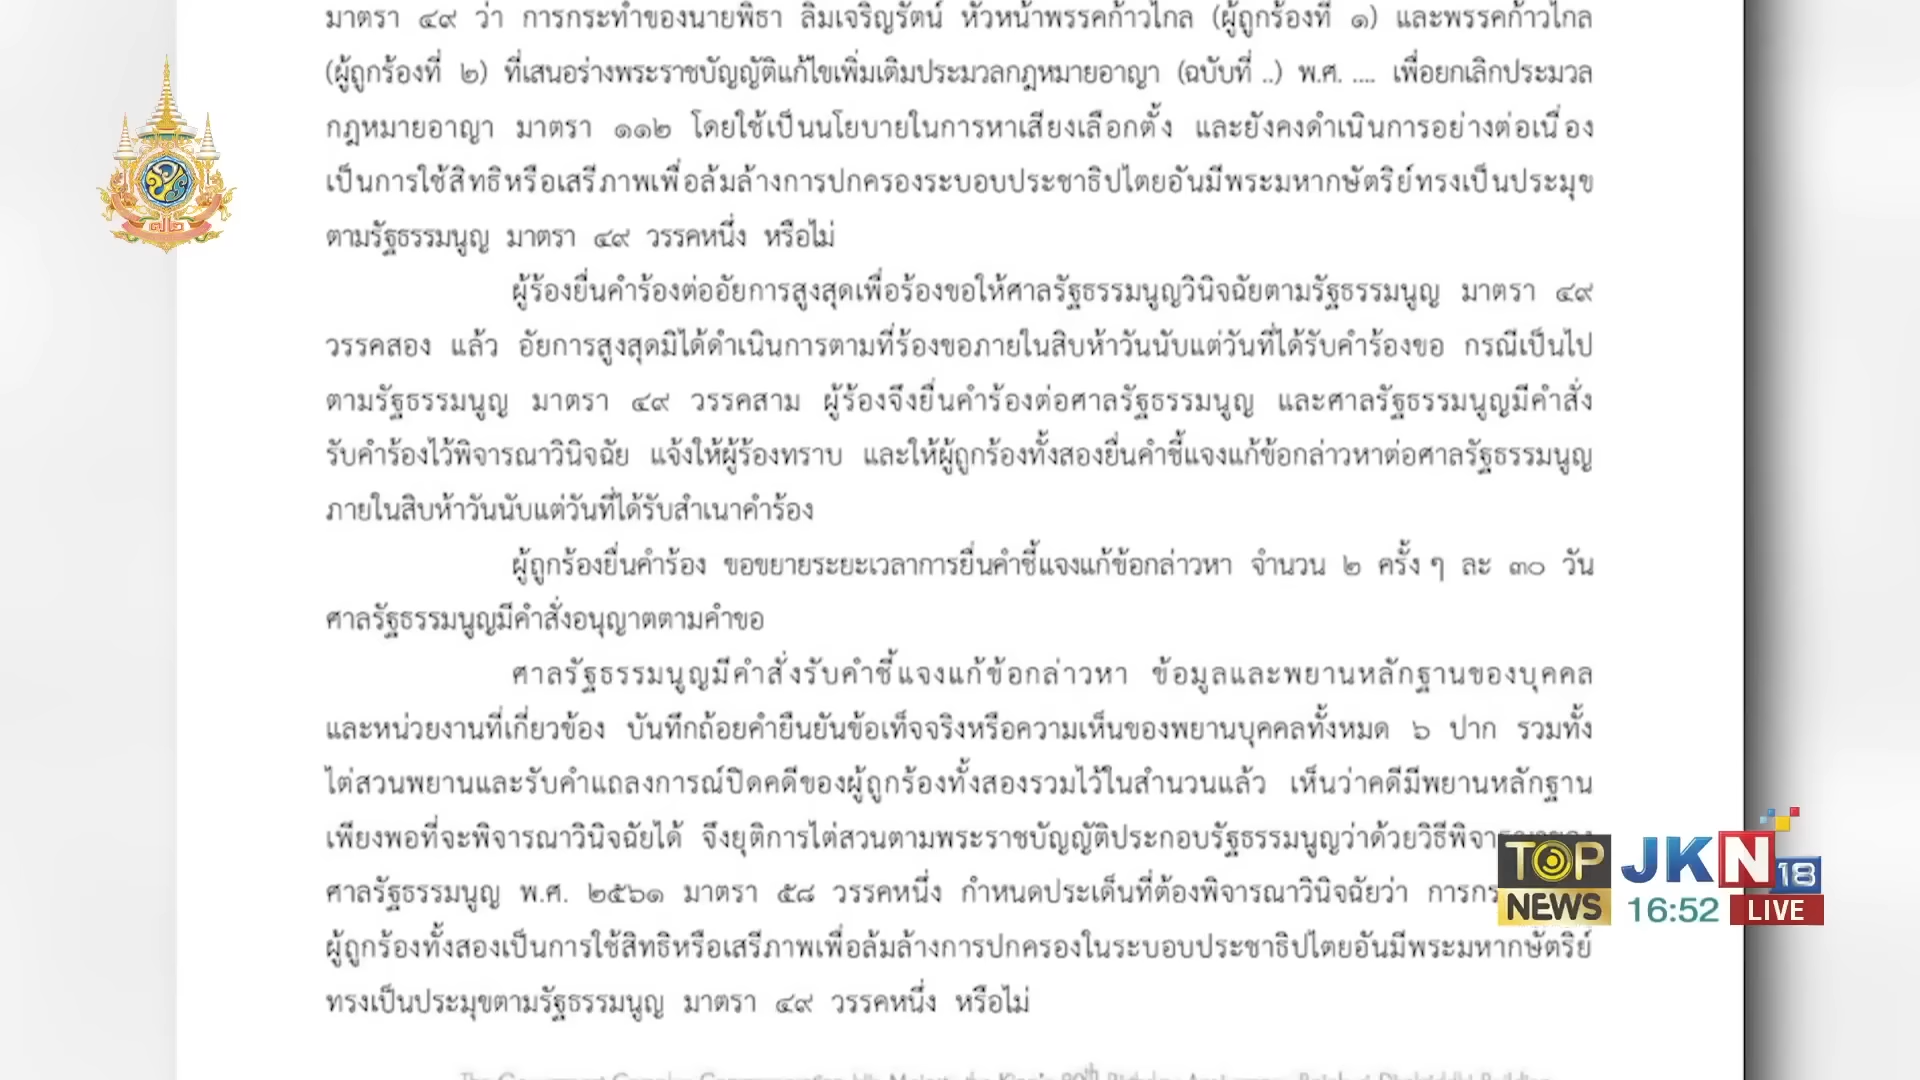 มาตรา ๔๙ ว่า การกระทำของนายพิธา ลิ้มเจริญรัตน์ หัวหน้าพรรคก้าวไกล (ผู้ถูกร้องที่ ๑) และพรรคก้าวไกล
(ผู้ถูกร้องที่ ๒) ที่เสนอร่างพระราชบัญญัติแก้ไขเพิ่มเติมประมวลกฎหมายอาญา (ฉบับที่ ..) พ.ศ. .... เพื่อยกเลิกประมวล
กฎหมายอาญา มาตรา ๑๑๒ โดยใช้เป็นนโยบายในการหาเสียงเลือกตั้ง และยังคงดำเนินการอย่างต่อเนื่อง
เป็นการใช้สิทธิหรือเสรีภาพเพื่อล้มล้างการปกครองระบอบประชาธิปไตยอันมีพระมหากษัตริย์ทรงเป็นประมุข
ตามรัฐธรรมนูญ มาตรา ๔๙ วรรคหนึ่ง หรือไม่
ผู้ร้องยื่นคำร้องต่ออัยการสูงสุดเพื่อร้องขอให้ศาลรัฐธรรมนูญวินิจฉัยตามรัฐธรรมนูญ มาตรา ๔๙
วรรคสอง แล้ว อัยการสูงสุดมิได้ดำเนินการตามที่ร้องขอภายในสิบห้าวันนับแต่วันที่ได้รับคำร้องขอ กรณีเป็นไป
ตามรัฐธรรมนูญ มาตรา ๔๙ วรรคสาม ผู้ร้องจึงยื่นคำร้องต่อศาลรัฐธรรมนูญ และศาลรัฐธรรมนูญมีคำสั่ง
รับคำร้องไว้พิจารณาวินิจฉัย แจ้งให้ผู้ร้องทราบ และให้ผู้ถูกร้องทั้งสองยื่นคำชี้แจงแก้ข้อกล่าวหาต่อศาลรัฐธรรมนูญ
ภายในสิบห้าวันนับแต่วันที่ได้รับสำเนาคำร้อง
ผู้ถูกร้องยื่นคำร้อง ขอขยายระยะเวลาการยื่นคำชี้แจงแก้ข้อกล่าวหา จำนวน ๒ ครั้ง ๆ ละ ๓๐ วัน
ศาลรัฐธรรมนูญมีคำสั่งอนุญาตตามคำขอ
ศาลรัฐธรรมนูญมีคำสั่งรับคำชี้แจงแก้ข้อกล่าวหา ข้อมูลและพยานหลักฐานของบุคคล
และหน่วยงานที่เกี่ยวข้อง บันทึกถ้อยคำยืนยันข้อเท็จจริงหรือความเห็นของพยานบุคคลทั้งหมด ๖ ปาก รวมทั้ง
ไต่สวนพยานและรับคำแถลงการณ์ปิดคดีของผู้ถูกร้องทั้งสองรวมไว้ในสำนวนแล้ว เห็นว่าคดีมีพยานหลักฐาน
เพียงพอที่จะพิจารณาวินิจฉัยได้ จึงยุติการไต่สวนตามพระราชบัญญัติประกอบรัฐธรรมนูญว่าด้วยวิธีพิจารณาของ
ศาลรัฐธรรมนูญ พ.ศ. ๒๕๖๑ มาตรา ๕๘ วรรคหนึ่ง กำหนดประเด็นที่ต้องพิจารณาวินิจฉัยว่า
ผู้ถูกร้องทั้งสองเป็นการใช้สิทธิหรือเสรีภาพเพื่อล้มล้างการปกครองในระบอบประชาธิปไตยอันมีพระมหากษัตริย์
ทรงเป็นประมุขตามรัฐธรรมนูญ มาตรา ๔๙ วรรคหนึ่ง หรือไม่
๗๒
TOP NEWS
JKN 18
16:52 LIVE